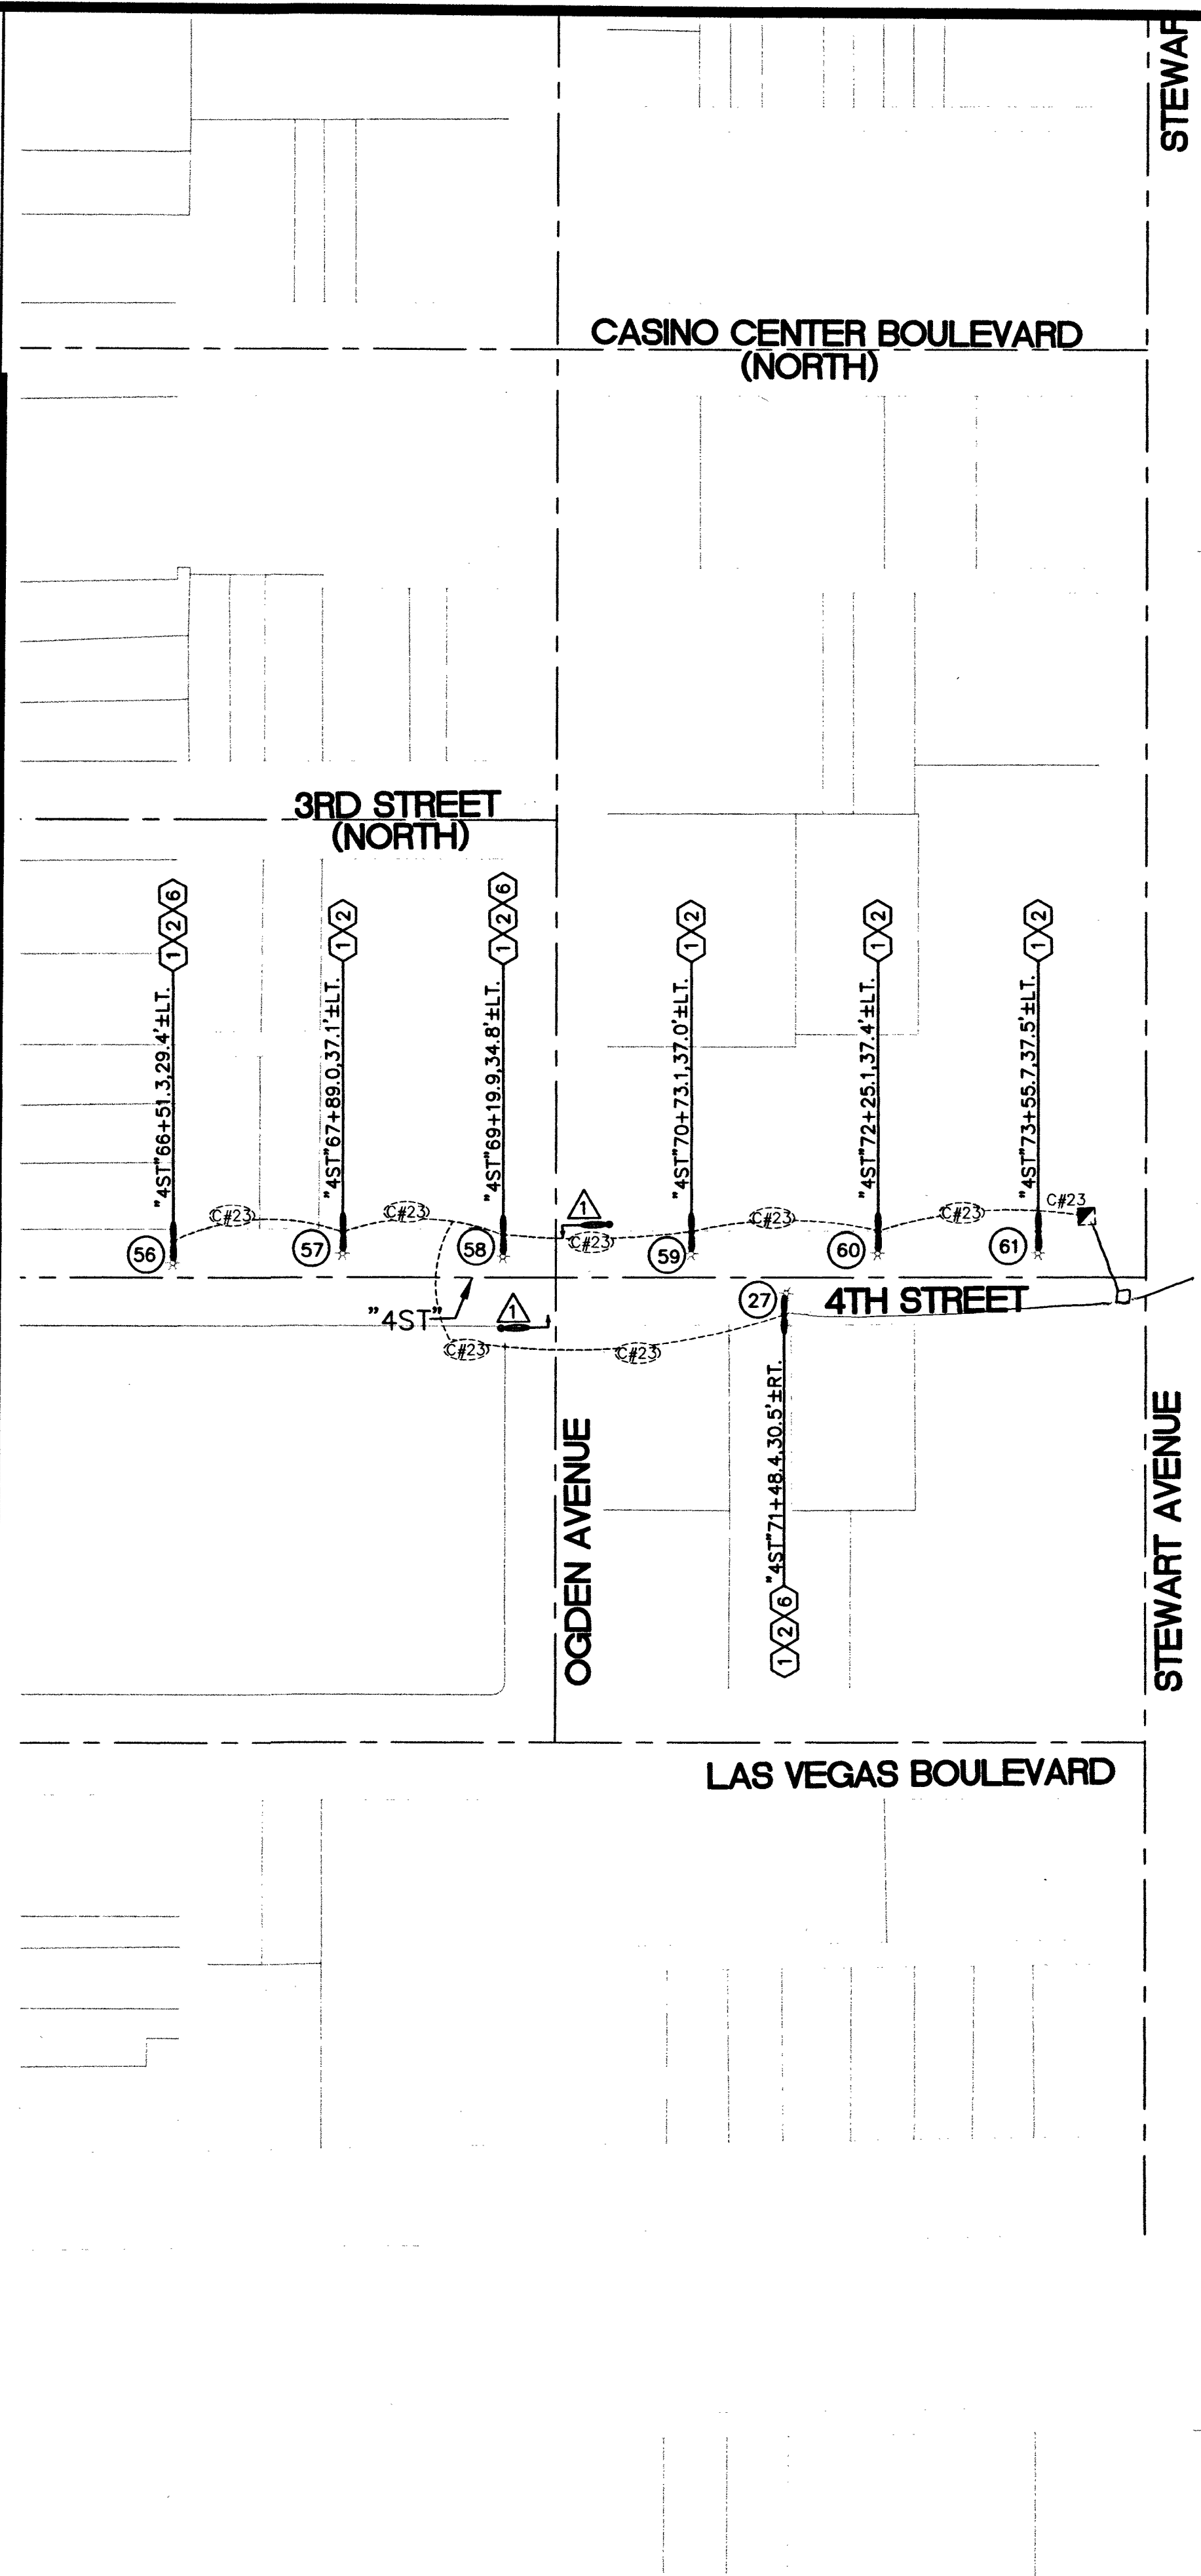 STEWAR
CASINO CENTER BOULEVARD
(NORTH)
3RD STREET
(NORTH)
1 2 6
"4ST"66+51.3,29.4'±LT.
1 2
"4ST"67+89.0,37.1'±LT.
1 2 6
"4ST"69+19.9,34.8'±LT.
1 2
"4ST"70+73.1,37.0'±LT.
1 2
"4ST"72+25.1,37.4'±LT.
1 2
"4ST"73+55.7,37.5'±LT.
C#23
C#23
1
C#23
C#23
C#23
C#23
56
57
58
59
60
61
"4ST"
1
27
4TH STREET
C#23
C#23
1 2 6
"4ST"71+48.4,30.5'±RT.
OGDEN AVENUE
STEWART AVENUE
LAS VEGAS BOULEVARD